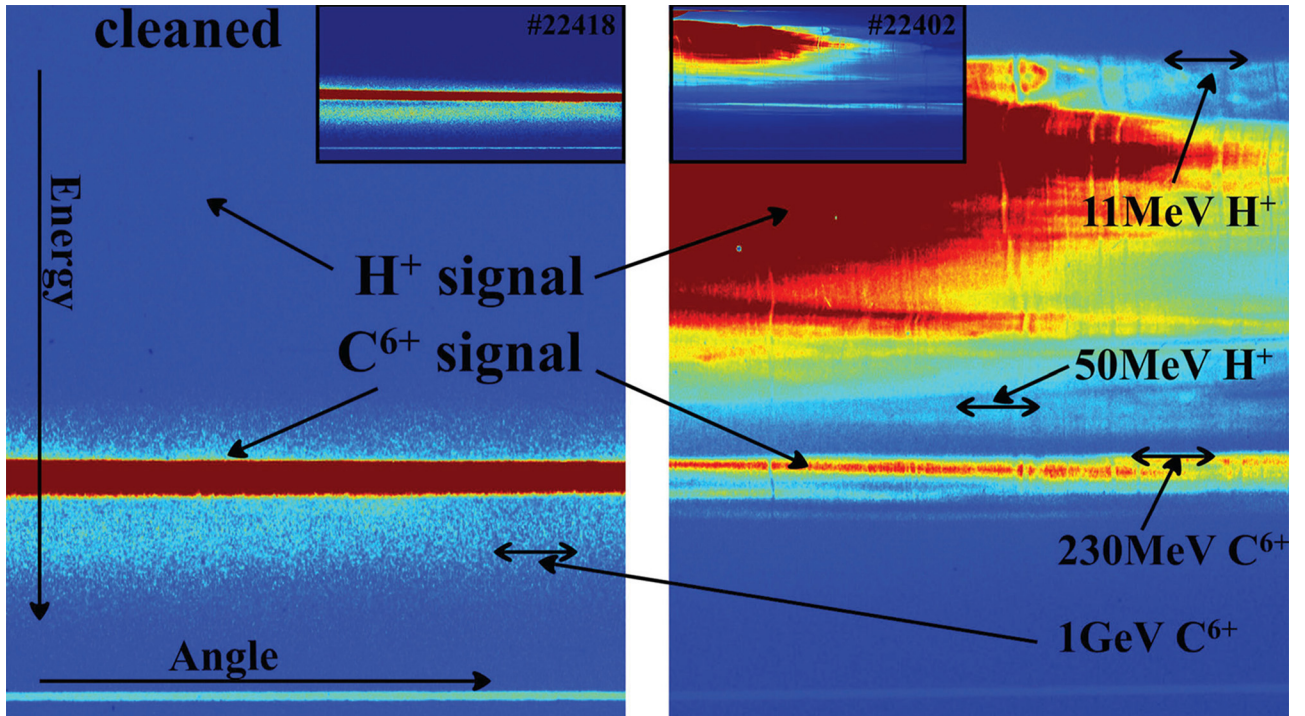 cleaned
#22418
#22402
Energy
11MeV H⁺
H⁺ signal
C⁶⁺ signal
50MeV H⁺
230MeV C⁶⁺
1GeV C⁶⁺
Angle